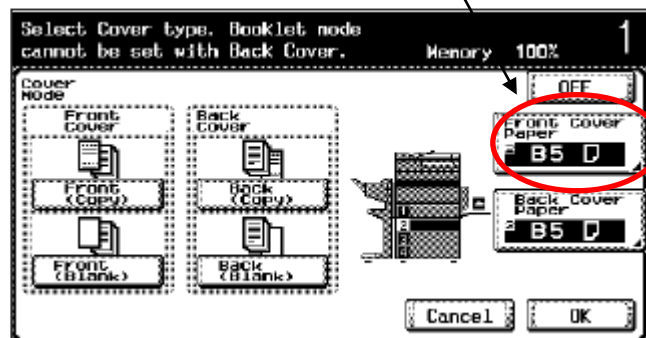 Select Cover type. Booklet mode
cannot be set with Back Cover.
Memory 100%
1
Cover
Mode
OFF
Front
Cover
Back
Cover
Front Cover
Paper
2 B5
Front
(Copy)
Back
(Copy)
Back Cover
Paper
2 B5
Front
(Blank)
Back
(Blank)
Cancel
OK